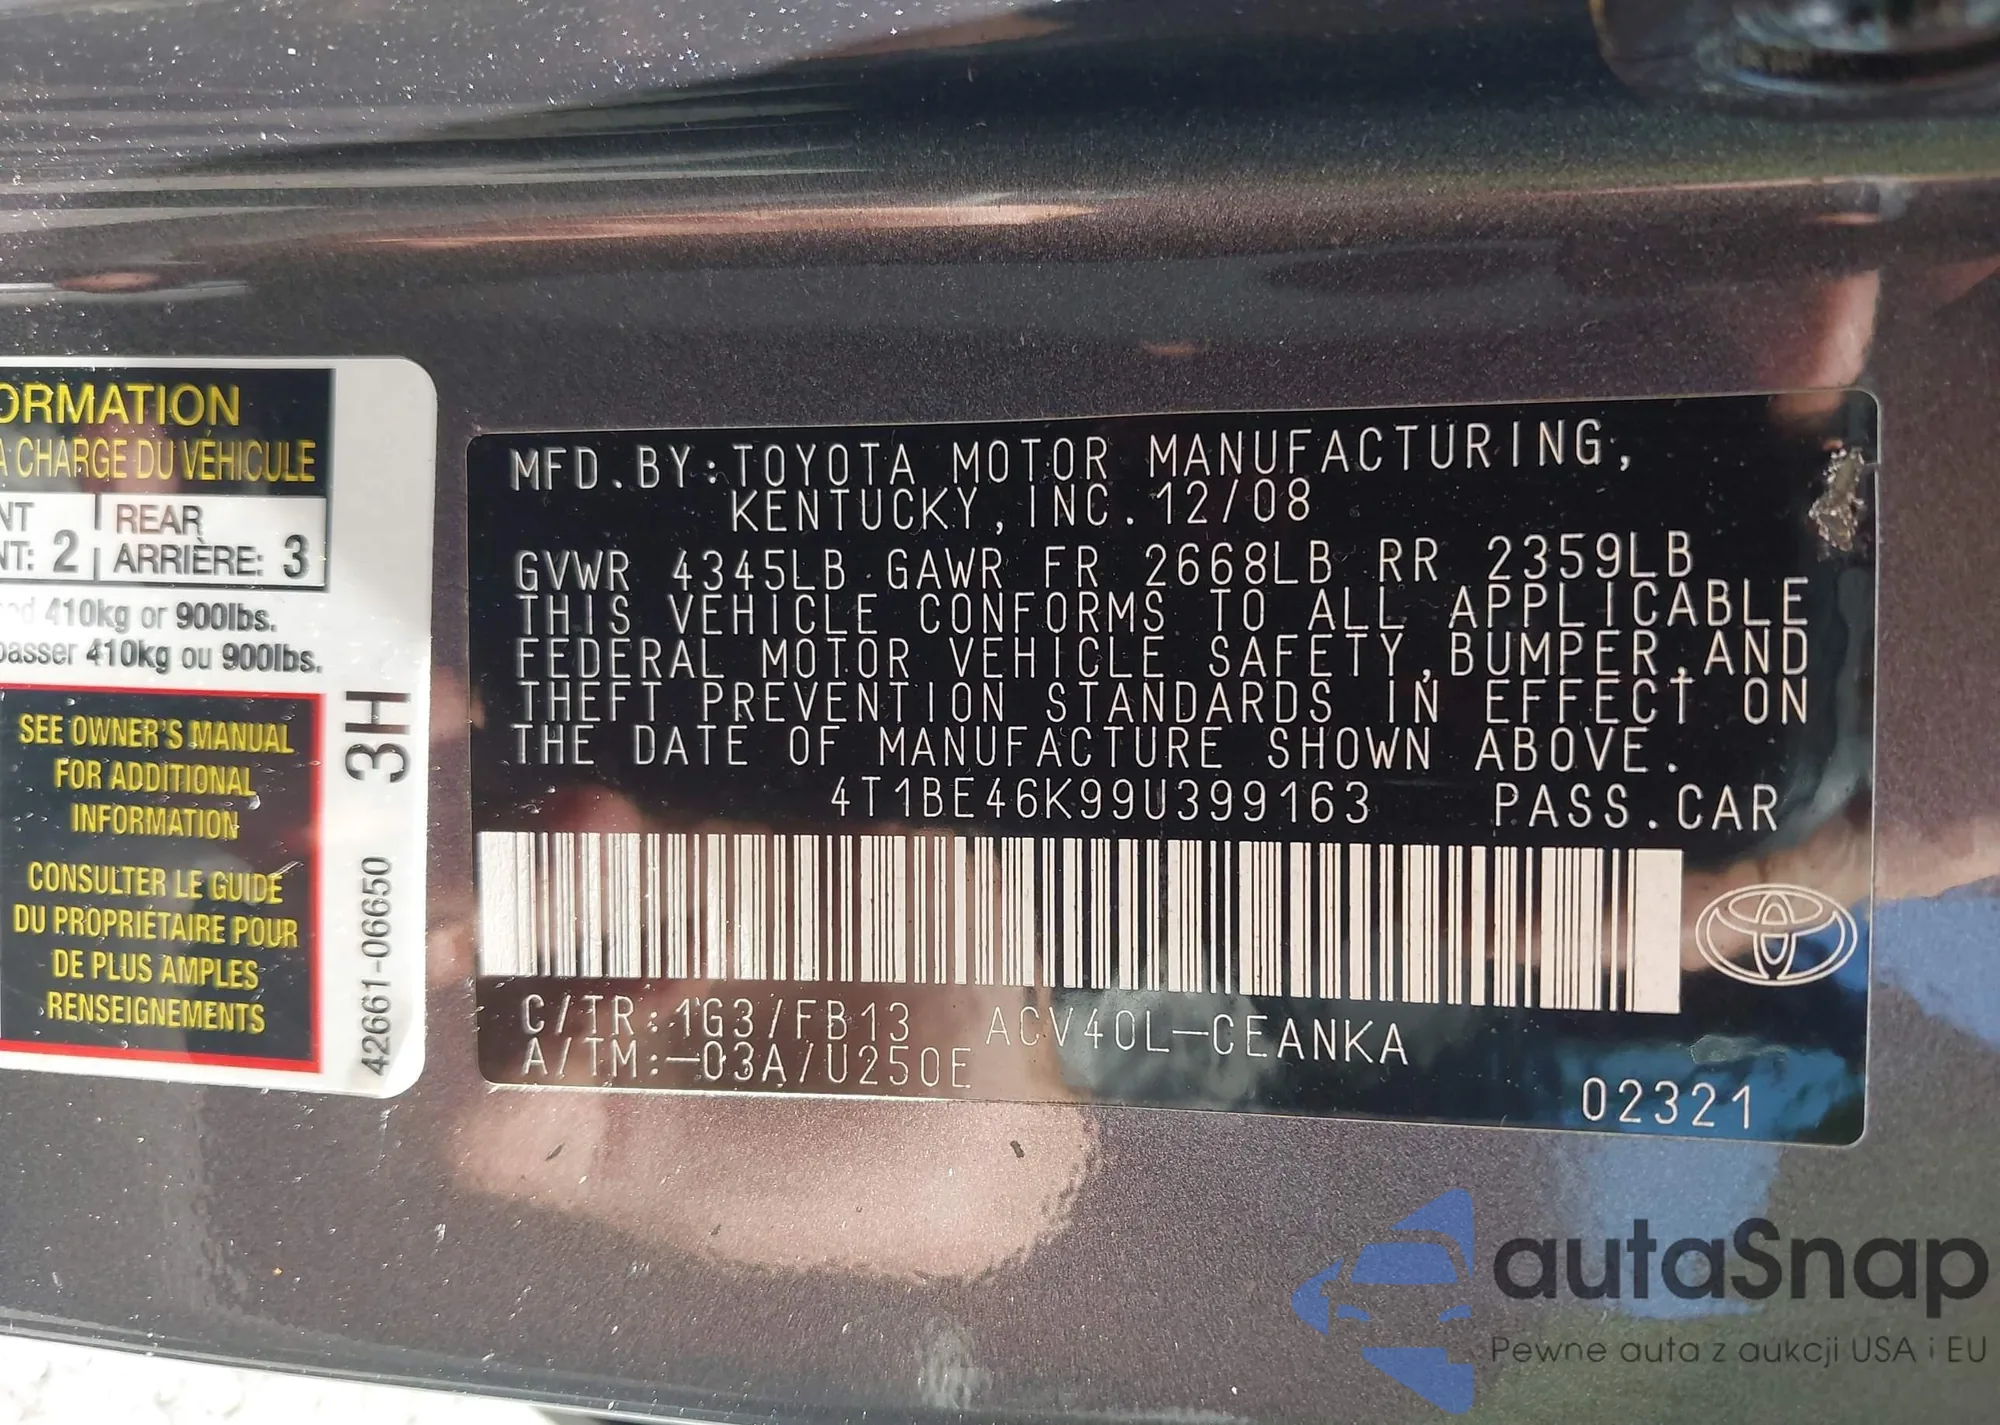 ORMATION
A CHARGE DU VÉHICULE
NT REAR
NT: 2 ARRIÈRE: 3
410kg or 900lbs.
passer 410kg ou 900lbs.
SEE OWNER'S MANUAL
FOR ADDITIONAL
INFORMATION
CONSULTER LE GUIDE
DU PROPRIÉTAIRE POUR
DE PLUS AMPLES
RENSEIGNEMENTS
3H
42661-06650
MFD.BY:TOYOTA MOTOR MANUFACTURING,
KENTUCKY,INC.12/08
GVWR 4345LB GAWR FR 2668LB RR 2359LB
THIS VEHICLE CONFORMS TO ALL APPLICABLE
FEDERAL MOTOR VEHICLE SAFETY,BUMPER,AND
THEFT PREVENTION STANDARDS IN EFFECT ON
THE DATE OF MANUFACTURE SHOWN ABOVE.
4T1BE46K99U399163 PASS.CAR
C/TR:1G3/FB13 ACV40L-CEANKA
A/TM:-03A/U250E
02321
autaSnap
Pewne auta z aukcji USA i EU